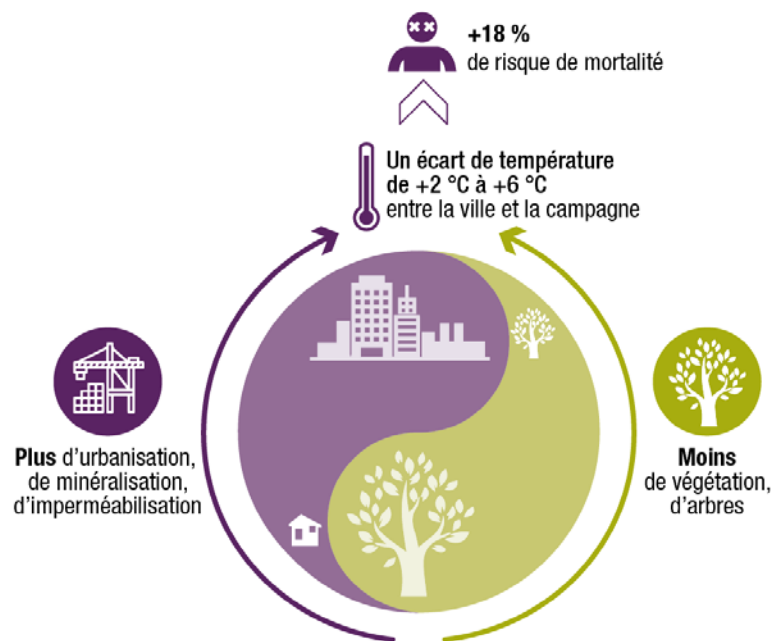 +18 %
de risque de mortalité
Un écart de température
de +2 °C à +6 °C
entre la ville et la campagne
Plus d'urbanisation,
de minéralisation,
d'imperméabilisation
Moins
de végétation,
d'arbres